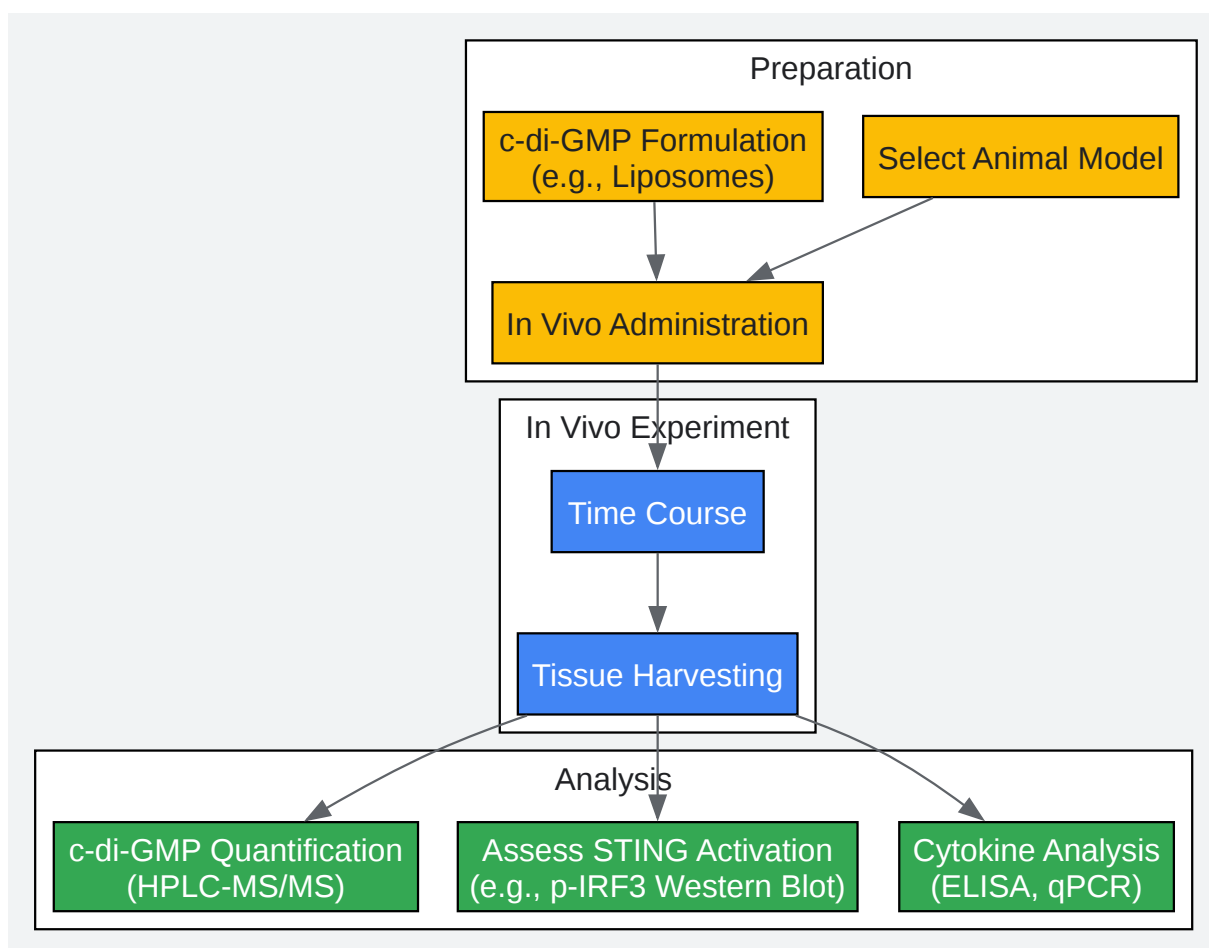 Preparation
c-di-GMP Formulation
(e.g., Liposomes)
Select Animal Model
In Vivo Administration
In Vivo Experiment
Time Course
Tissue Harvesting
Analysis
c-di-GMP Quantification
(HPLC-MS/MS)
Assess STING Activation
(e.g., p-IRF3 Western Blot)
Cytokine Analysis
(ELISA, qPCR)